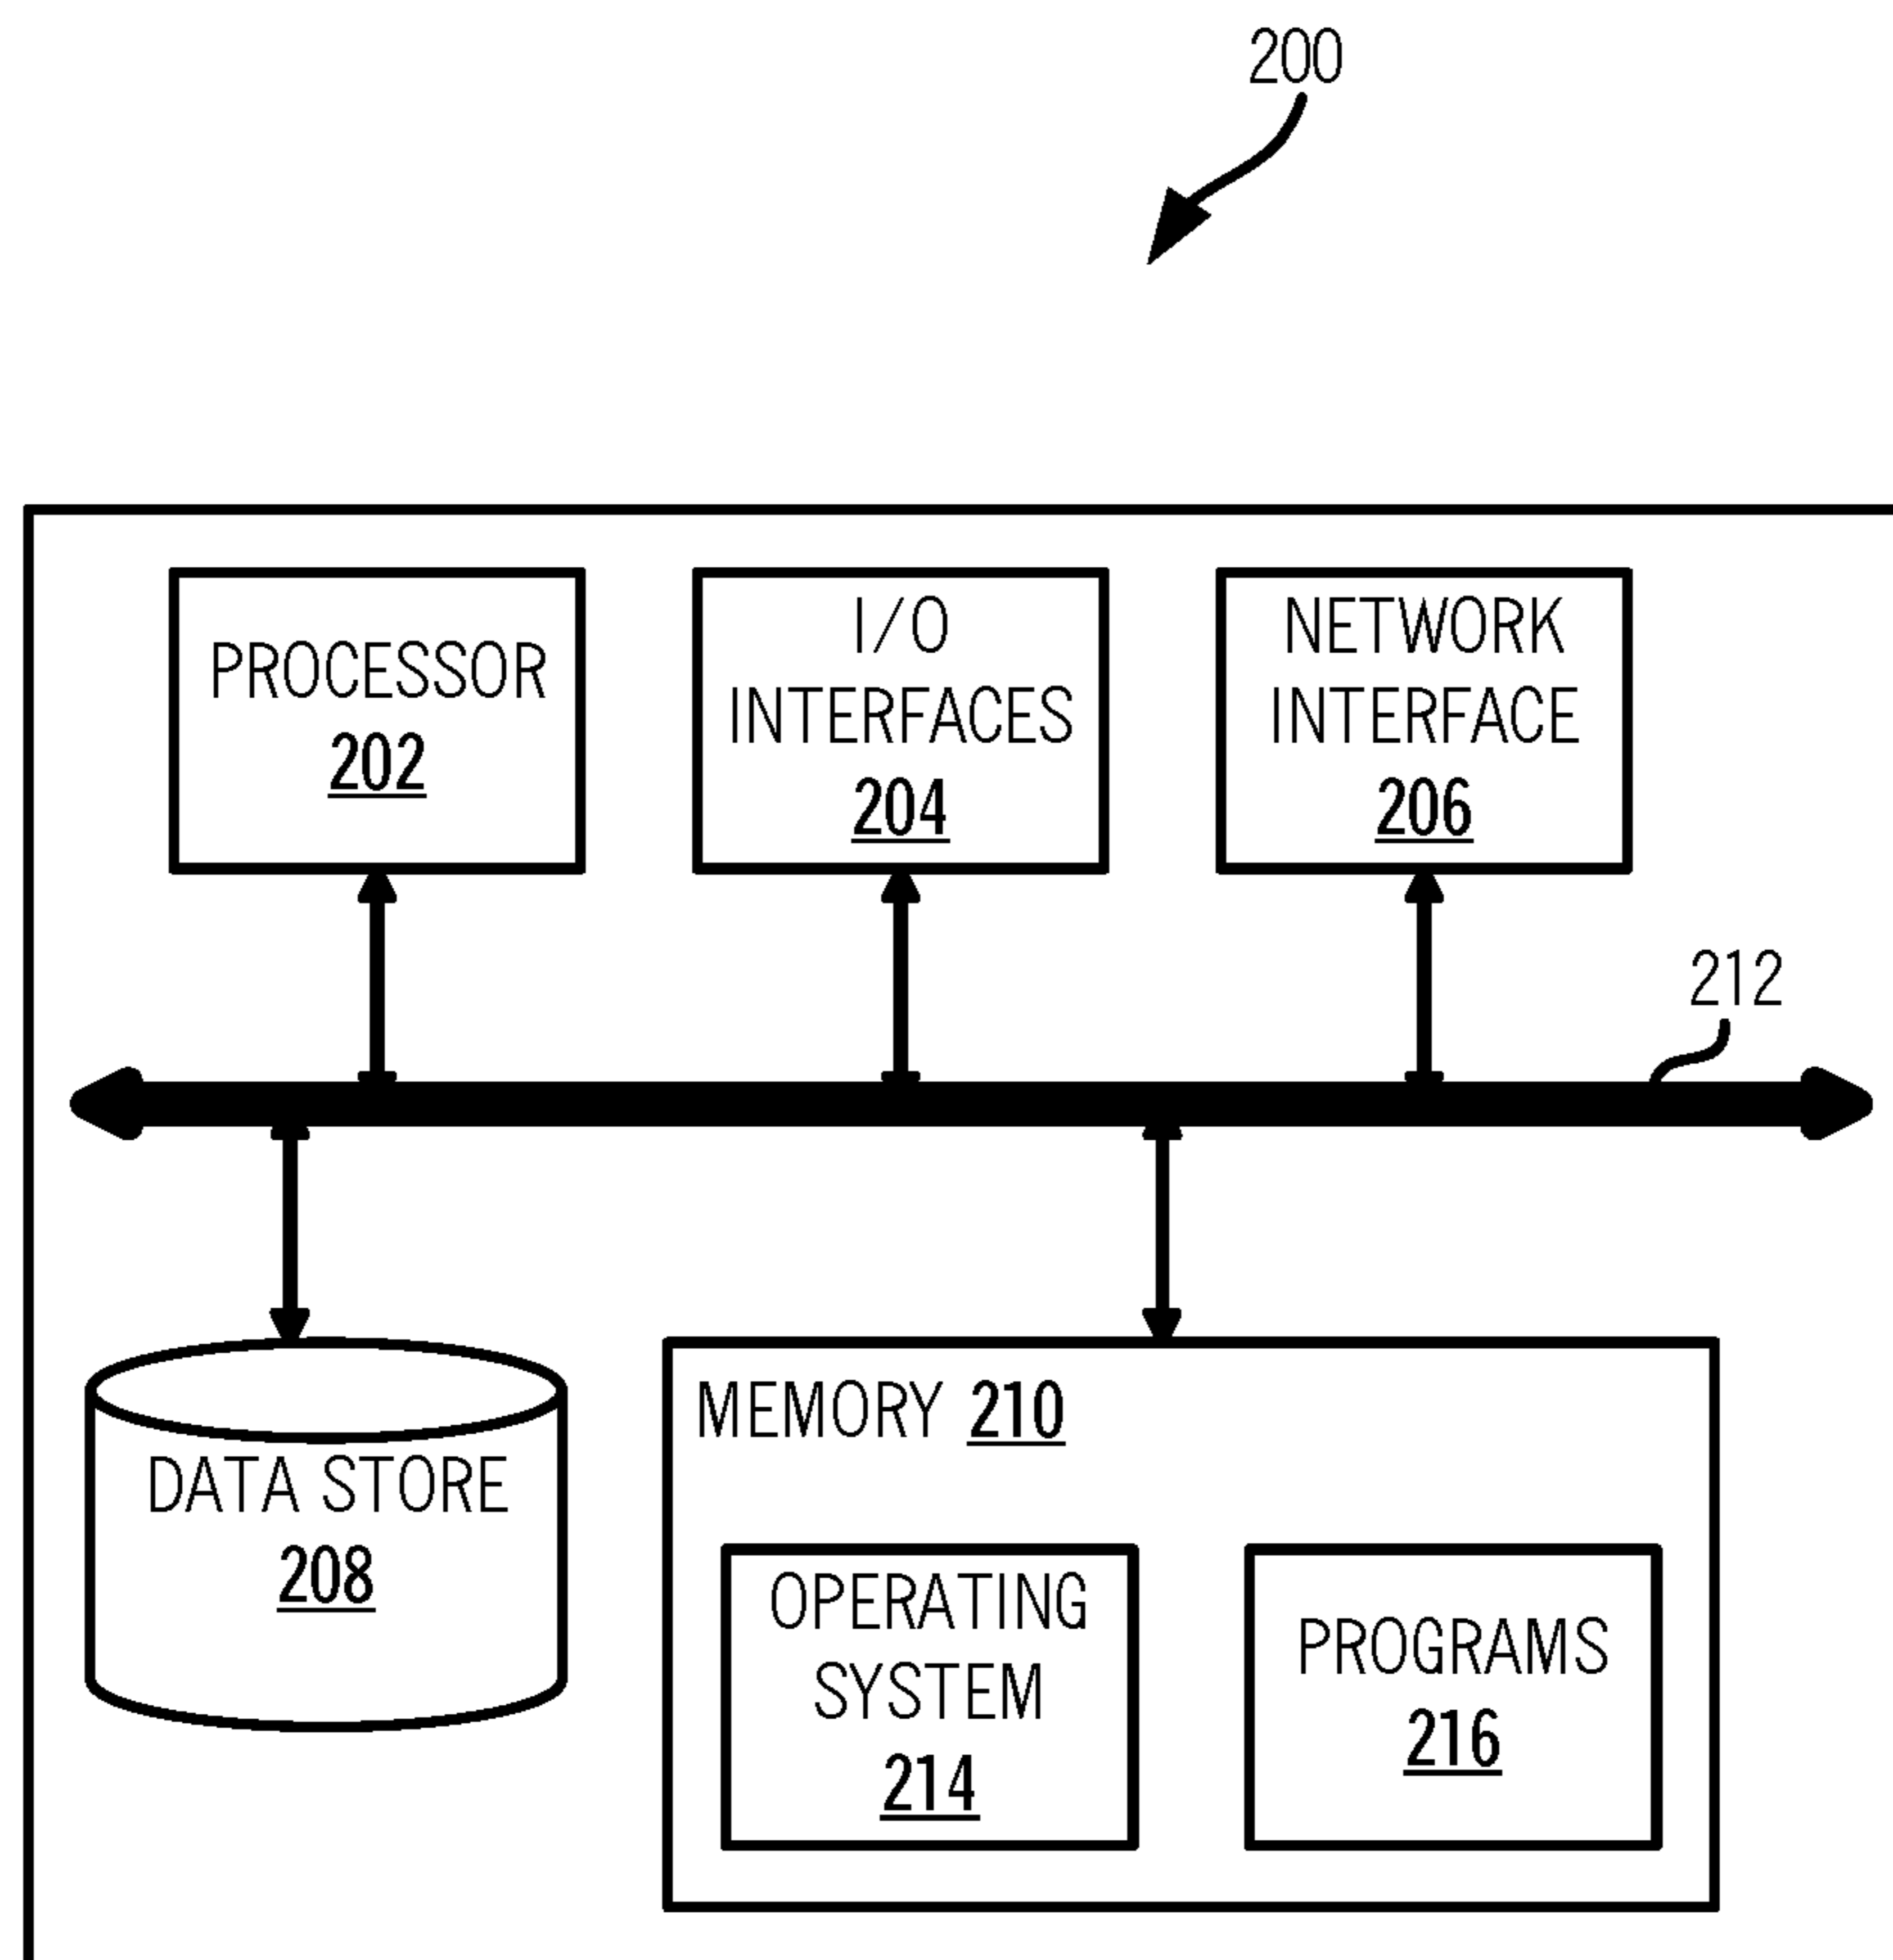 200
PROCESSOR
202
I/O
INTERFACES
204
NETWORK
INTERFACE
206
212
DATA STORE
208
MEMORY 210
OPERATING
SYSTEM
214
PROGRAMS
216